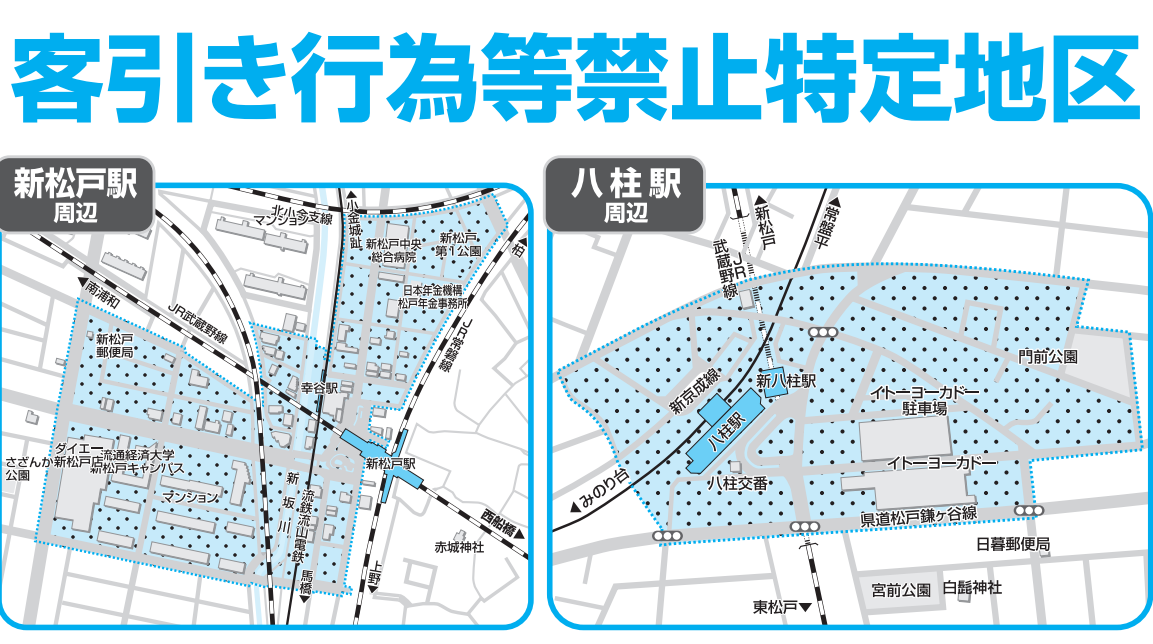 客引き行為等禁止特定地区
新松戸駅
周辺
北小金支線
マンション
小金城趾
新松戸中央
総合病院
新松戸
第1公園
柏
日本年金機構
松戸年金事務所
南浦和
JR武蔵野線
JR常磐線
新松戸
郵便局
幸谷駅
ダイエー
新松戸店
さざんか
公園
流通経済大学
新松戸キャンパス
マンション
新松戸駅
新坂川
流鉄流山電鉄
西船橋
赤城神社
馬橋
上野
八柱駅
周辺
新松戸
常盤平
JR
武蔵野線
門前公園
新京成線
新八柱駅
イトーヨーカドー
駐車場
八柱駅
イトーヨーカドー
みのり台
八柱交番
県道松戸鎌ヶ谷線
日暮郵便局
宮前公園
白髭神社
東松戸